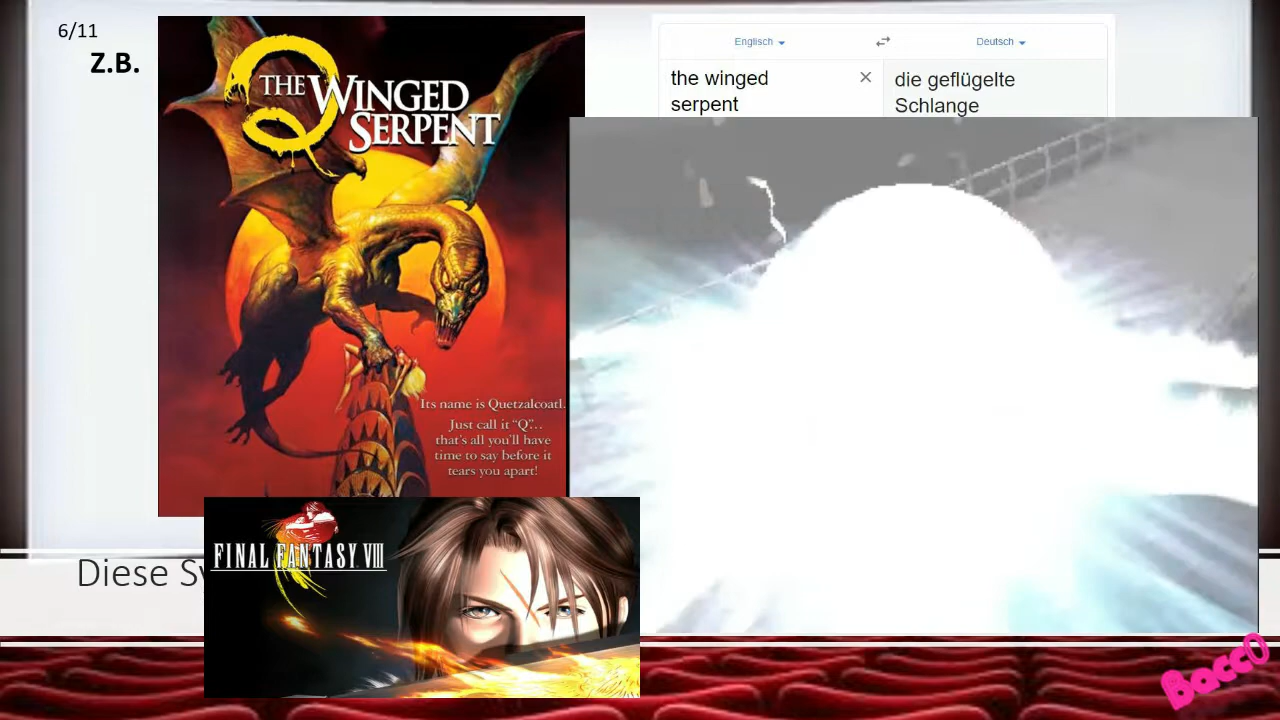 6/11
Z.B.
Q THE WINGED
SERPENT
Its name is Quetzalcoatl.
Just call it "Q"...
that's all you'll have
time to say before it
tears you apart!
Englisch
Deutsch
the winged
serpent
die geflügelte
Schlange
Diese
FINAL FANTASY VIII
BaccO